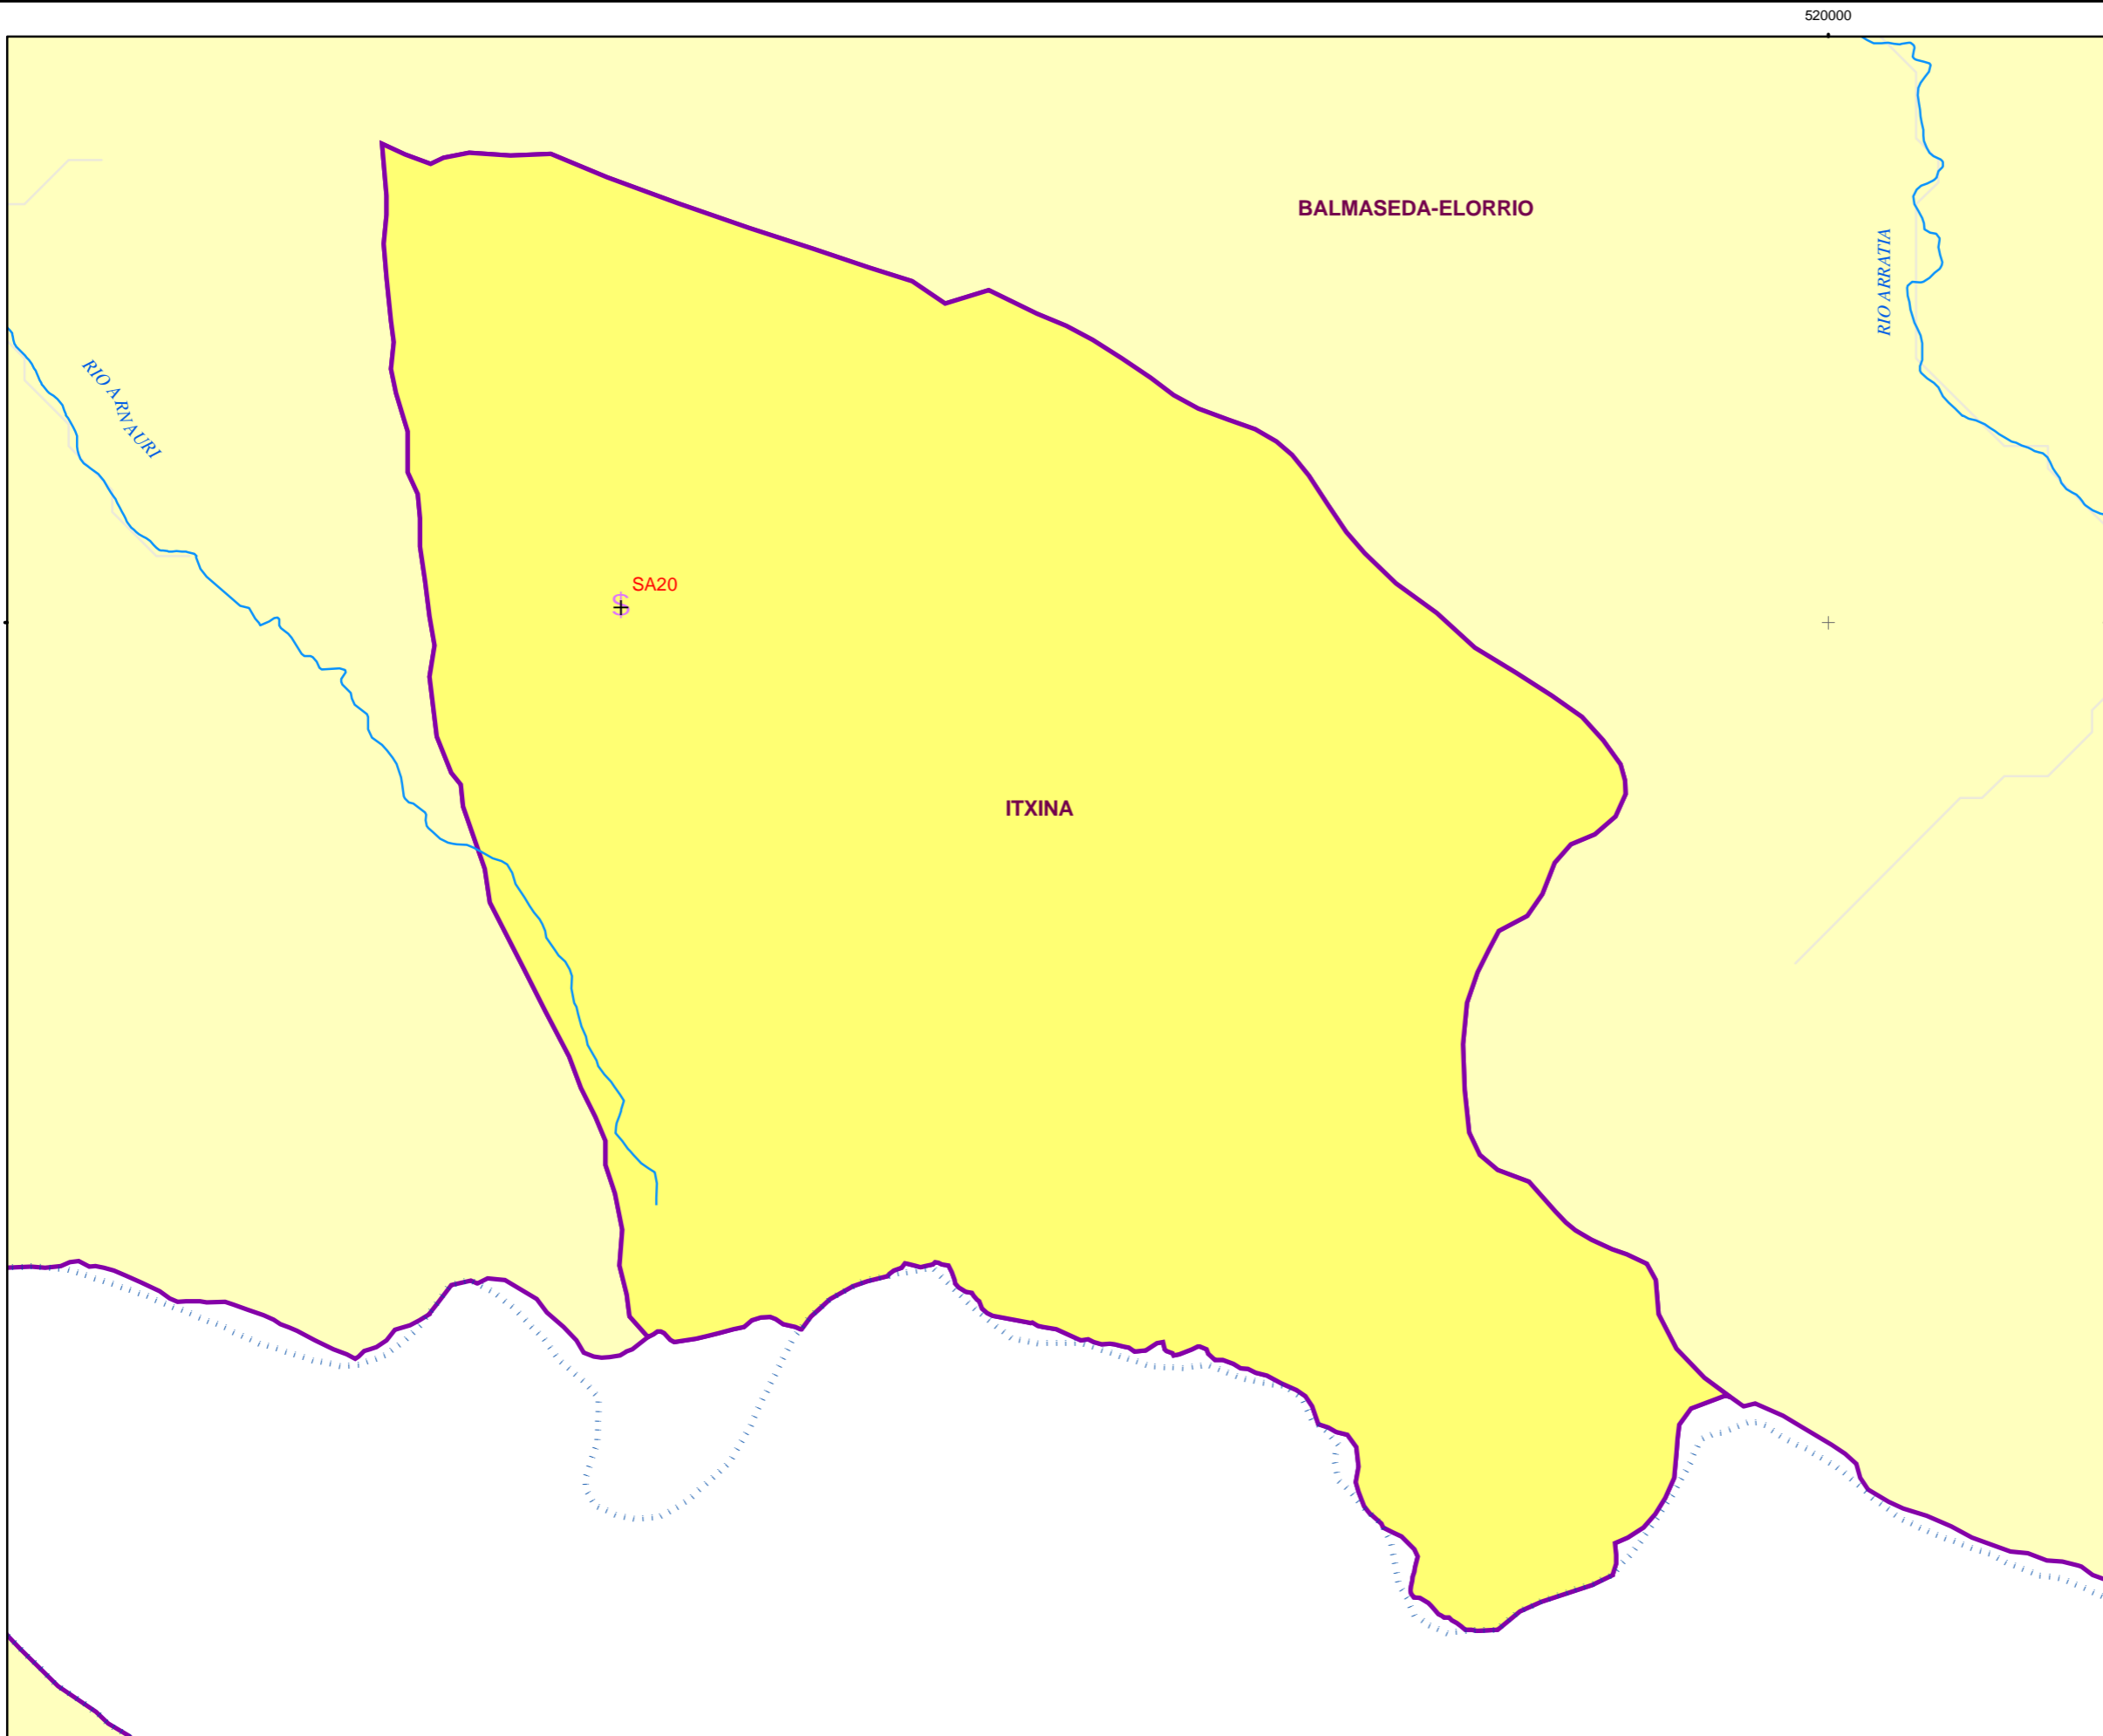 520000
BALMASEDA-ELORRIO
RIO ARRATIA
RIO ARNAURI
SA20
$
ITXINA